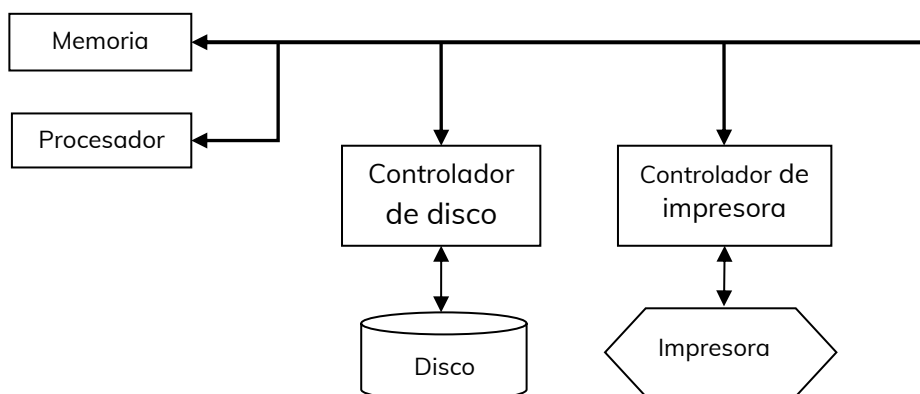 Memoria
Procesador
Controlador
de disco
Controlador de
impresora
Disco
Impresora